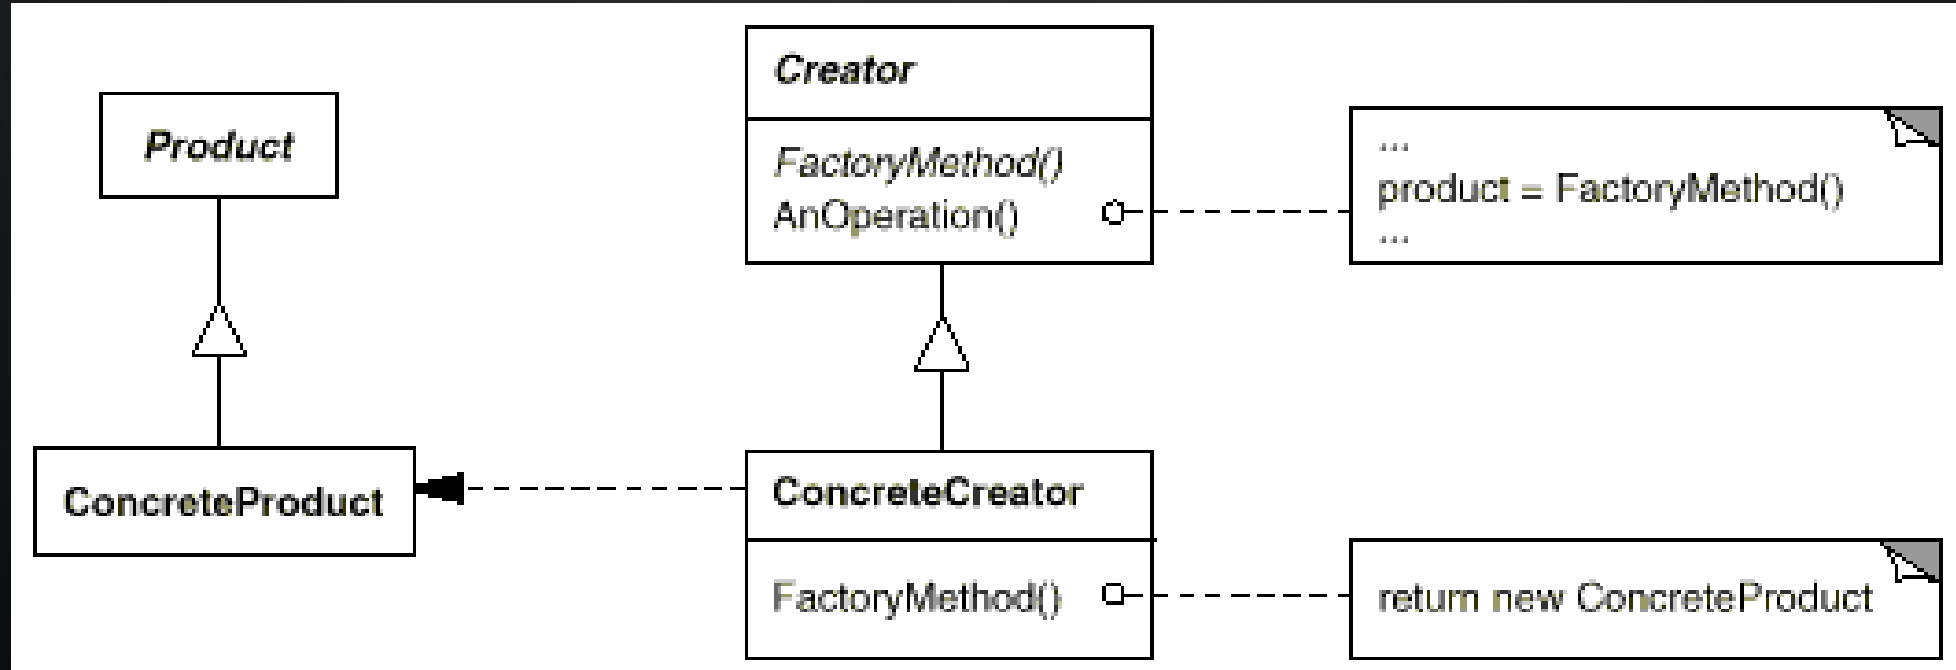 Product
ConcreteProduct
Creator
FactoryMethod()
AnOperation()
...
product = FactoryMethod()
...
ConcreteCreator
FactoryMethod()
return new ConcreteProduct